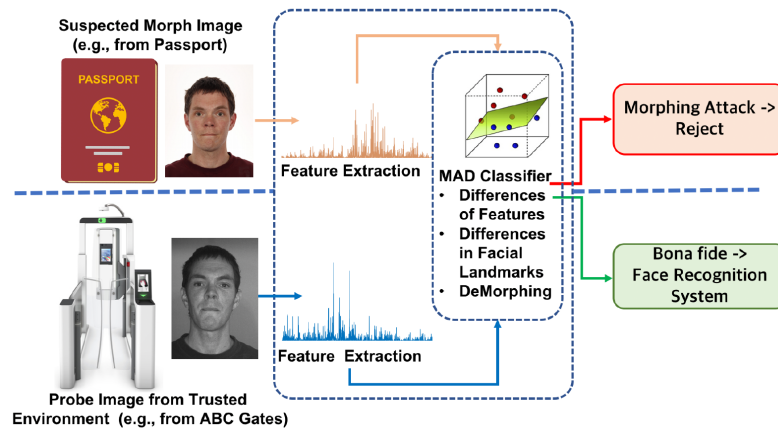 Suspected Morph Image
(e.g., from Passport)
PASSPORT
Feature Extraction
MAD Classifier
• Differences
of Features
• Differences
in Facial
Landmarks
• DeMorphing
Morphing Attack ->
Reject
Bona fide ->
Face Recognition
System
Feature Extraction
Probe Image from Trusted
Environment (e.g., from ABC Gates)